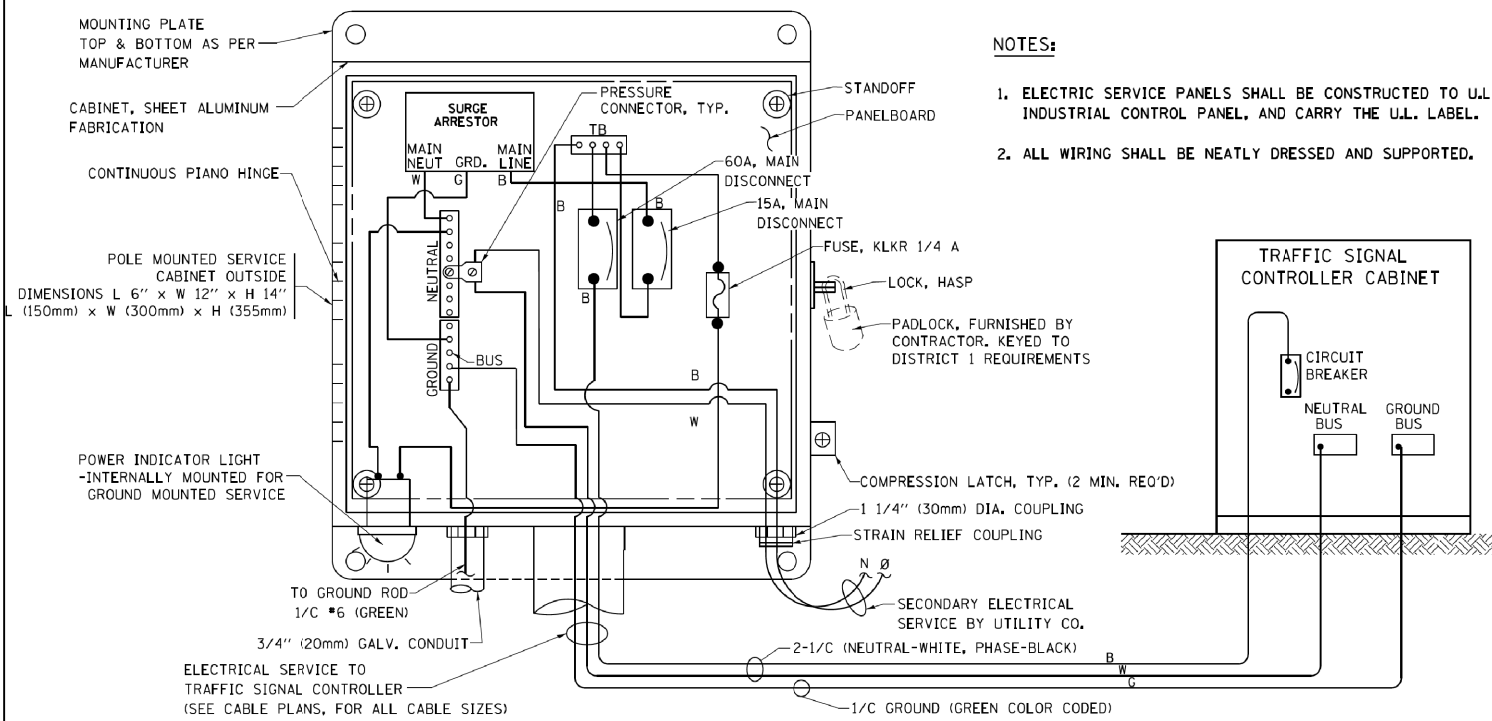 MOUNTING PLATE
TOP & BOTTOM AS PER
MANUFACTURER
CABINET, SHEET ALUMINUM
FABRICATION
CONTINUOUS PIANO HINGE
POLE MOUNTED SERVICE
CABINET OUTSIDE
DIMENSIONS L 6" x W 12" x H 14"
L (150mm) x W (300mm) x H (355mm)
POWER INDICATOR LIGHT
-INTERNALLY MOUNTED FOR
GROUND MOUNTED SERVICE
TO GROUND ROD
1/C #6 (GREEN)
3/4" (20mm) GALV. CONDUIT
ELECTRICAL SERVICE TO
TRAFFIC SIGNAL CONTROLLER
(SEE CABLE PLANS, FOR ALL CABLE SIZES)
SURGE
ARRESTOR
MAIN
NEUT
GRD.
MAIN
LINE
W
G
B
PRESSURE
CONNECTOR, TYP.
TB
NEUTRAL
GROUND
BUS
B
B
B
B
W
STANDOFF
PANELBOARD
60A, MAIN
DISCONNECT
15A, MAIN
DISCONNECT
FUSE, KLKR 1/4 A
LOCK, HASP
PADLOCK, FURNISHED BY
CONTRACTOR. KEYED TO
DISTRICT 1 REQUIREMENTS
COMPRESSION LATCH, TYP. (2 MIN. REQ'D)
1 1/4" (30mm) DIA. COUPLING
STRAIN RELIEF COUPLING
N Ø
SECONDARY ELECTRICAL
SERVICE BY UTILITY CO.
2-1/C (NEUTRAL-WHITE, PHASE-BLACK)
B
W
G
1/C GROUND (GREEN COLOR CODED)
NOTES:
1. ELECTRIC SERVICE PANELS SHALL BE CONSTRUCTED TO U.L
INDUSTRIAL CONTROL PANEL, AND CARRY THE U.L. LABEL.
2. ALL WIRING SHALL BE NEATLY DRESSED AND SUPPORTED.
TRAFFIC SIGNAL
CONTROLLER CABINET
CIRCUIT
BREAKER
NEUTRAL
BUS
GROUND
BUS